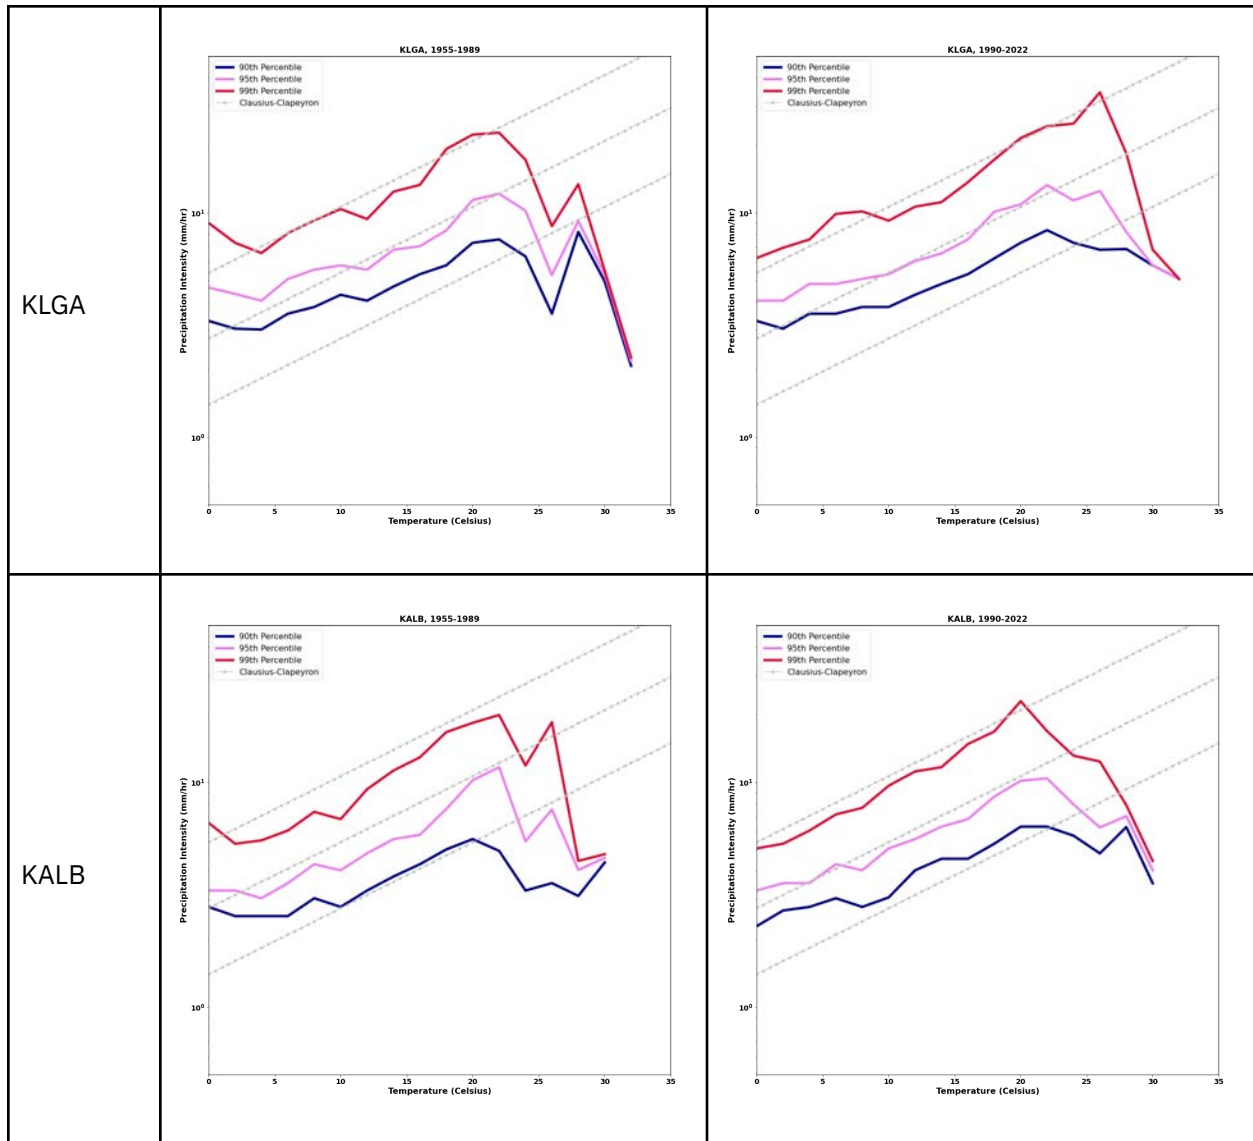 KLGA
KLGA, 1955-1989
90th Percentile
95th Percentile
99th Percentile
Clausius-Clapeyron
Precipitation Intensity (mm/hr)
10¹
10⁰
0 5 10 15 20 25 30 35
Temperature (Celsius)
KLGA, 1990-2022
90th Percentile
95th Percentile
99th Percentile
Clausius-Clapeyron
Precipitation Intensity (mm/hr)
10¹
10⁰
0 5 10 15 20 25 30 35
Temperature (Celsius)
KALB
KALB, 1955-1989
90th Percentile
95th Percentile
99th Percentile
Clausius-Clapeyron
Precipitation Intensity (mm/hr)
10¹
10⁰
0 5 10 15 20 25 30 35
Temperature (Celsius)
KALB, 1990-2022
90th Percentile
95th Percentile
99th Percentile
Clausius-Clapeyron
Precipitation Intensity (mm/hr)
10¹
10⁰
0 5 10 15 20 25 30 35
Temperature (Celsius)